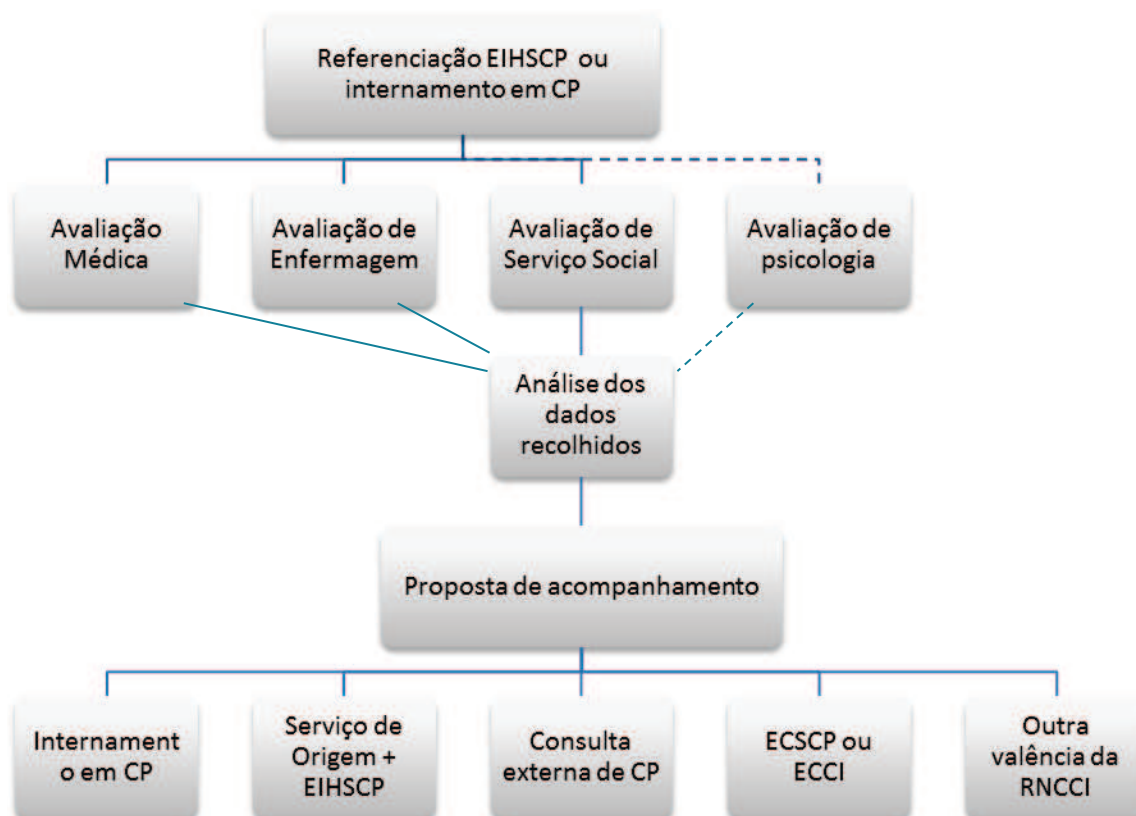 Referenciação EIHSCP ou
internamento em CP
Avaliação
Médica
Avaliação de
Enfermagem
Avaliação de
Serviço Social
Avaliação de
psicologia
Análise dos
dados
recolhidos
Proposta de acompanhamento
Internament
o em CP
Serviço de
Origem +
EIHSCP
Consulta
externa de CP
ECSCP ou
ECCI
Outra
valência da
RNCCI